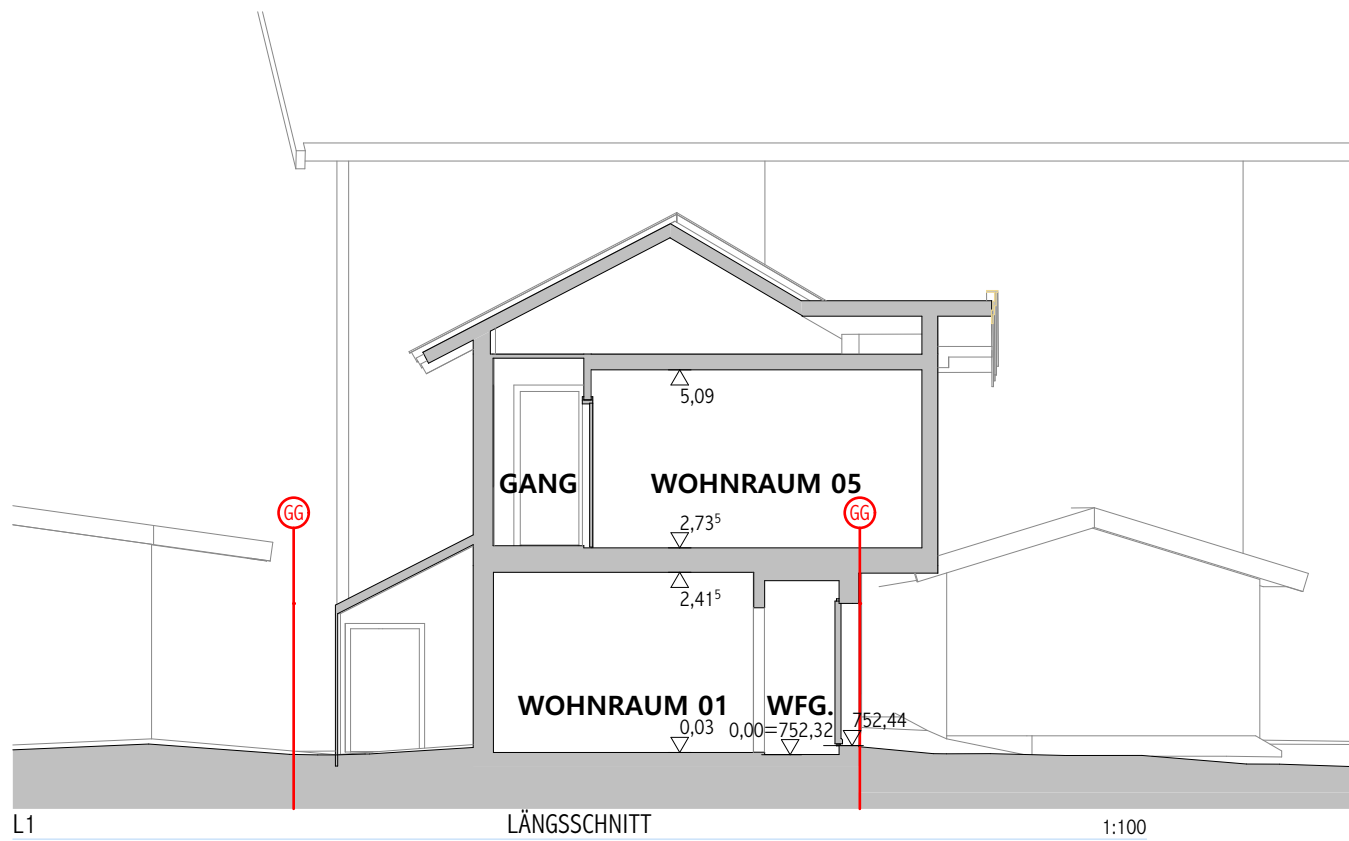 5,09
GANG
WOHNRAUM 05
GG
GG
2,73⁵
2,41⁵
WOHNRAUM 01
WFG.
0,03
0,00=752,32
752,44
L1
LÄNGSSCHNITT
1:100